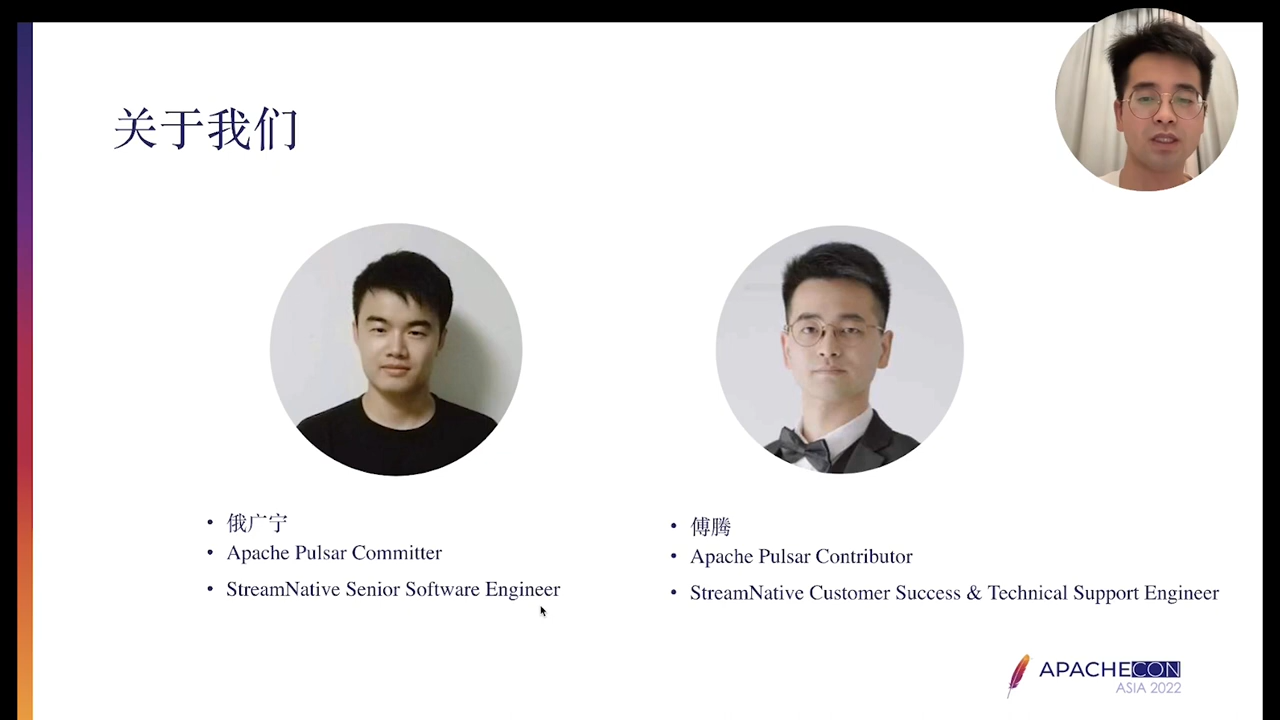 关于我们
• 俄广宁
• Apache Pulsar Committer
• StreamNative Senior Software Engineer
• 傅腾
• Apache Pulsar Contributor
• StreamNative Customer Success & Technical Support Engineer
APACHECON
ASIA 2022